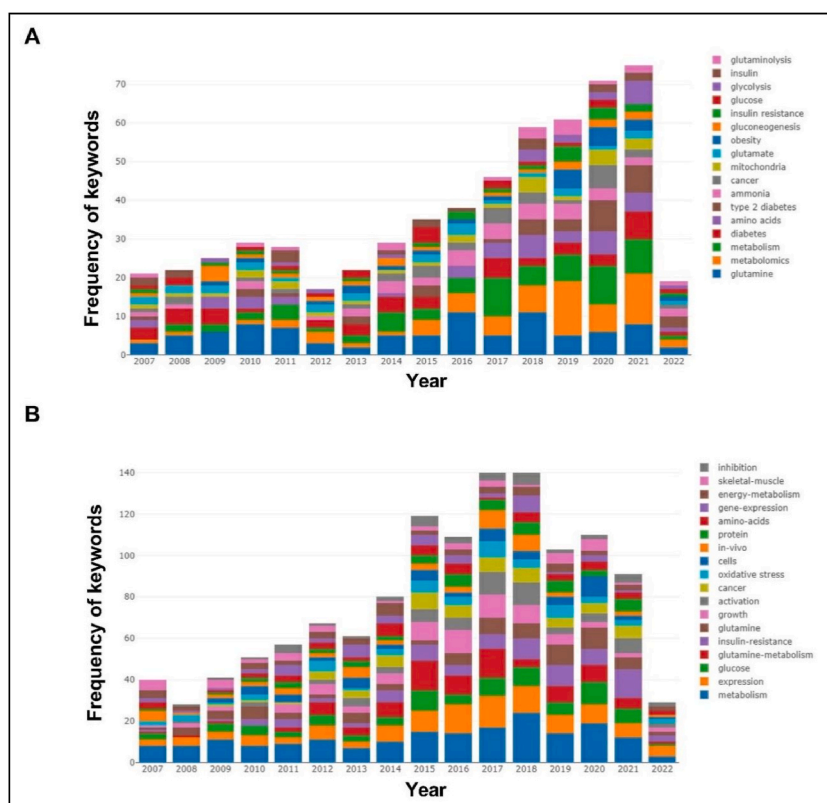 A
Frequency of keywords
70
60
50
40
30
20
10
0
2007 2008 2009 2010 2011 2012 2013 2014 2015 2016 2017 2018 2019 2020 2021 2022
Year
glutaminolysis
insulin
glycolysis
glucose
insulin resistance
gluconeogenesis
obesity
glutamate
mitochondria
cancer
ammonia
type 2 diabetes
amino acids
diabetes
metabolism
metabolomics
glutamine
B
Frequency of keywords
140
120
100
80
60
40
20
0
2007 2008 2009 2010 2011 2012 2013 2014 2015 2016 2017 2018 2019 2020 2021 2022
Year
inhibition
skeletal-muscle
energy-metabolism
gene-expression
amino-acids
protein
in-vivo
cells
oxidative stress
cancer
activation
growth
glutamine
insulin-resistance
glutamine-metabolism
glucose
expression
metabolism